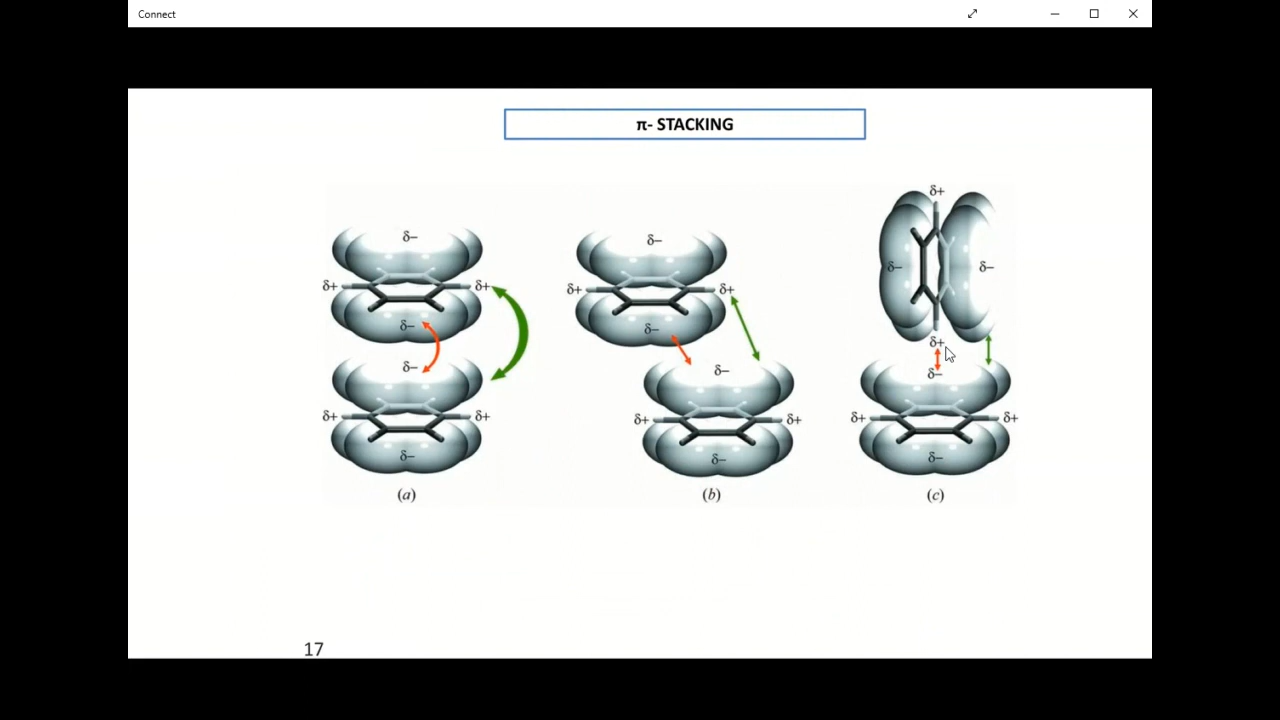 Connect
π- STACKING
δ+
δ− δ−
δ− δ−
δ+ δ+ δ+ δ+
δ− δ− δ+
δ− δ− δ−
δ+ δ+ δ+ δ+ δ+ δ+
δ− δ− δ−
(a) (b) (c)
17